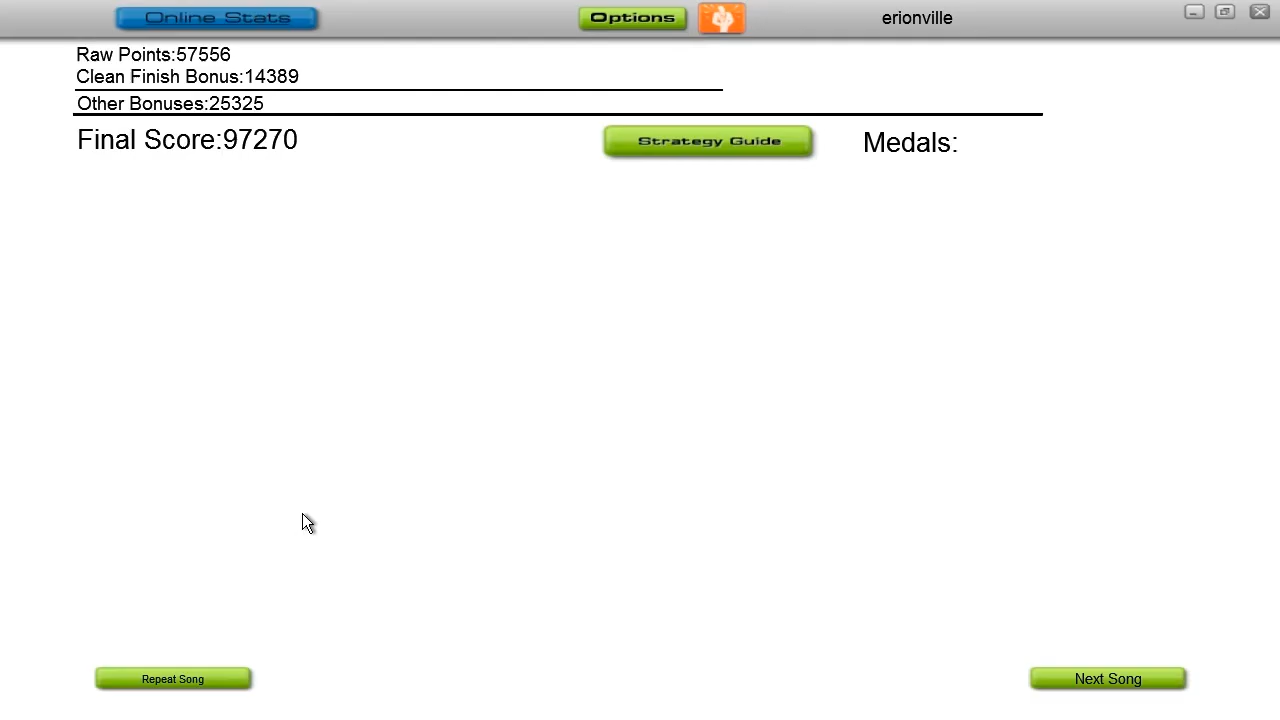 Online Stats
Options
erionville
Raw Points:57556
Clean Finish Bonus:14389
Other Bonuses:25325
Final Score:97270
Strategy Guide
Medals:
Repeat Song
Next Song